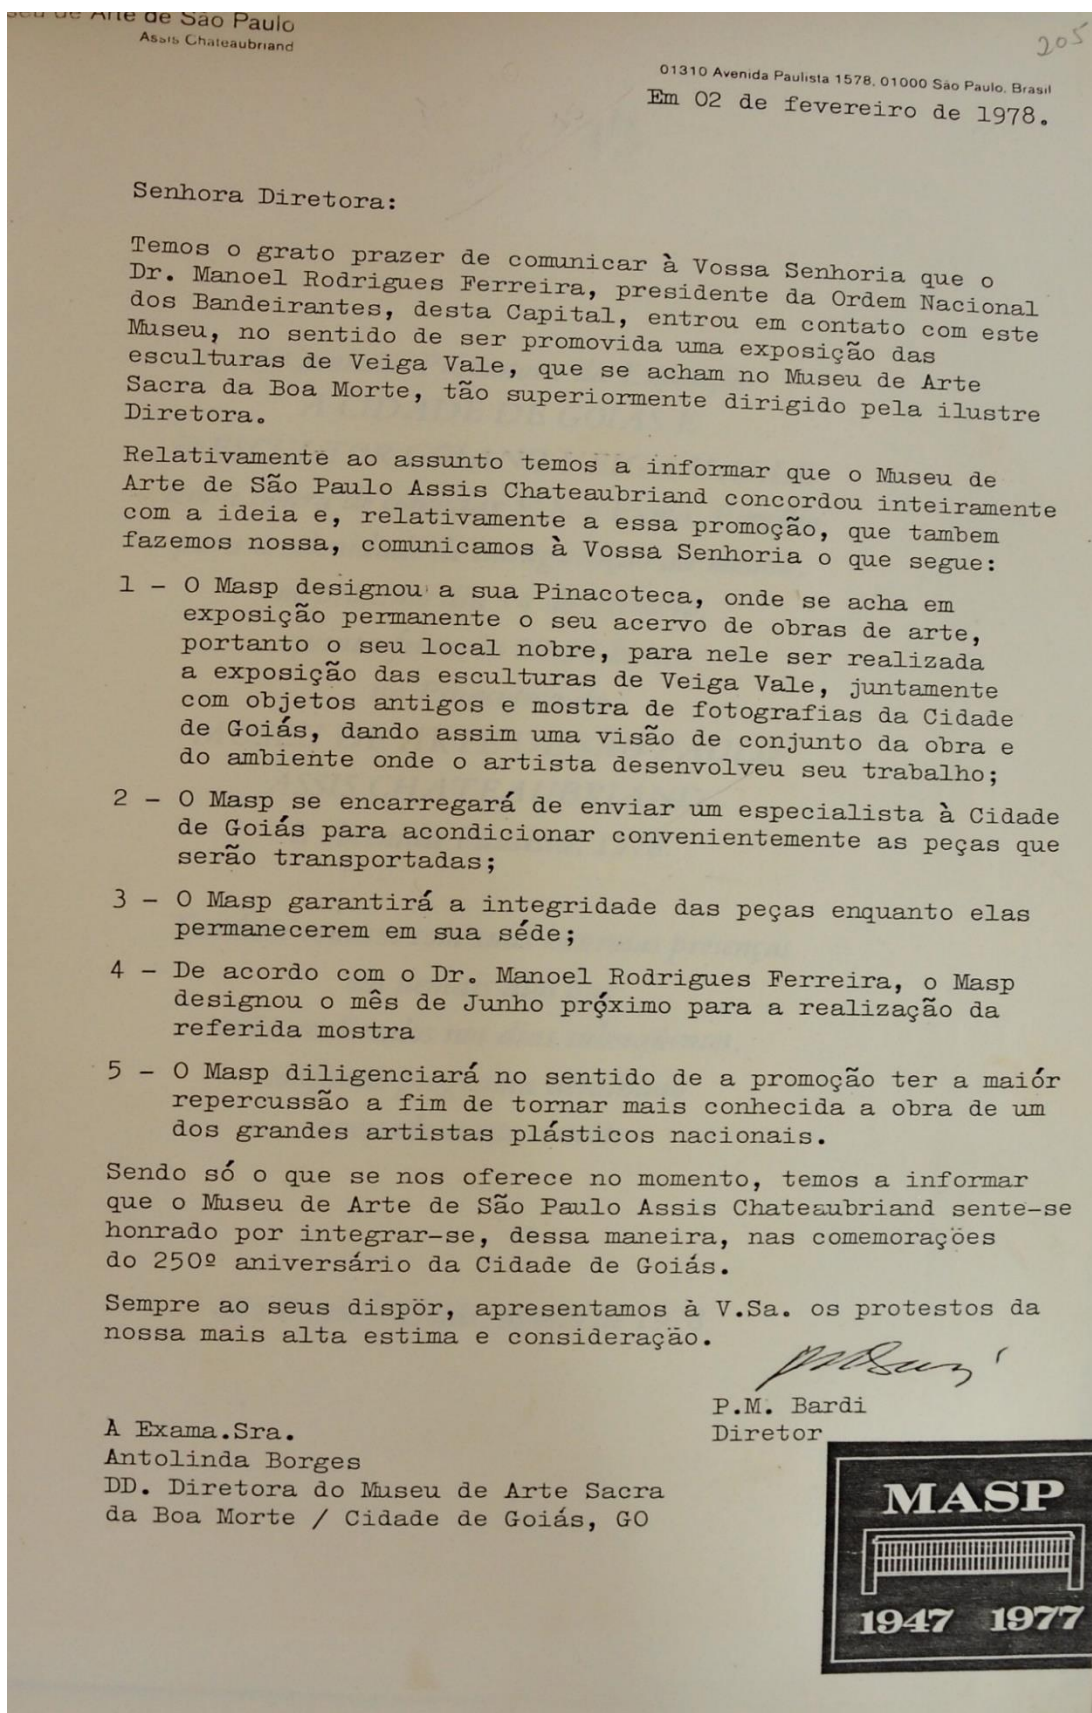 de Arte de São Paulo
Assis Chateaubriand
205
01310 Avenida Paulista 1578, 01000 São Paulo, Brasil
Em 02 de fevereiro de 1978.
Senhora Diretora:
Temos o grato prazer de comunicar à Vossa Senhoria que o
Dr. Manoel Rodrigues Ferreira, presidente da Ordem Nacional
dos Bandeirantes, desta Capital, entrou em contato com este
Museu, no sentido de ser promovida uma exposição das
esculturas de Veiga Vale, que se acham no Museu de Arte
Sacra da Boa Morte, tão superiormente dirigido pela ilustre
Diretora.
Relativamente ao assunto temos a informar que o Museu de
Arte de São Paulo Assis Chateaubriand concordou inteiramente
com a ideia e, relativamente a essa promoção, que tambem
fazemos nossa, comunicamos à Vossa Senhoria o que segue:
1 - O Masp designou a sua Pinacoteca, onde se acha em
exposição permanente o seu acervo de obras de arte,
portanto o seu local nobre, para nele ser realizada
a exposição das esculturas de Veiga Vale, juntamente
com objetos antigos e mostra de fotografias da Cidade
de Goiás, dando assim uma visão de conjunto da obra e
do ambiente onde o artista desenvolveu seu trabalho;
2 - O Masp se encarregará de enviar um especialista à Cidade
de Goiás para acondicionar convenientemente as peças que
serão transportadas;
3 - O Masp garantirá a integridade das peças enquanto elas
permanecerem em sua séde;
4 - De acordo com o Dr. Manoel Rodrigues Ferreira, o Masp
designou o mês de Junho próximo para a realização da
referida mostra
5 - O Masp diligenciará no sentido de a promoção ter a maiór
repercussão a fim de tornar mais conhecida a obra de um
dos grandes artistas plásticos nacionais.
Sendo só o que se nos oferece no momento, temos a informar
que o Museu de Arte de São Paulo Assis Chateaubriand sente-se
honrado por integrar-se, dessa maneira, nas comemorações
do 250º aniversário da Cidade de Goiás.
Sempre ao seus dispôr, apresentamos à V.Sa. os protestos da
nossa mais alta estima e consideração.
P.M. Bardi
Diretor
A Exama.Sra.
Antolinda Borges
DD. Diretora do Museu de Arte Sacra
da Boa Morte / Cidade de Goiás, GO
MASP
1947 1977